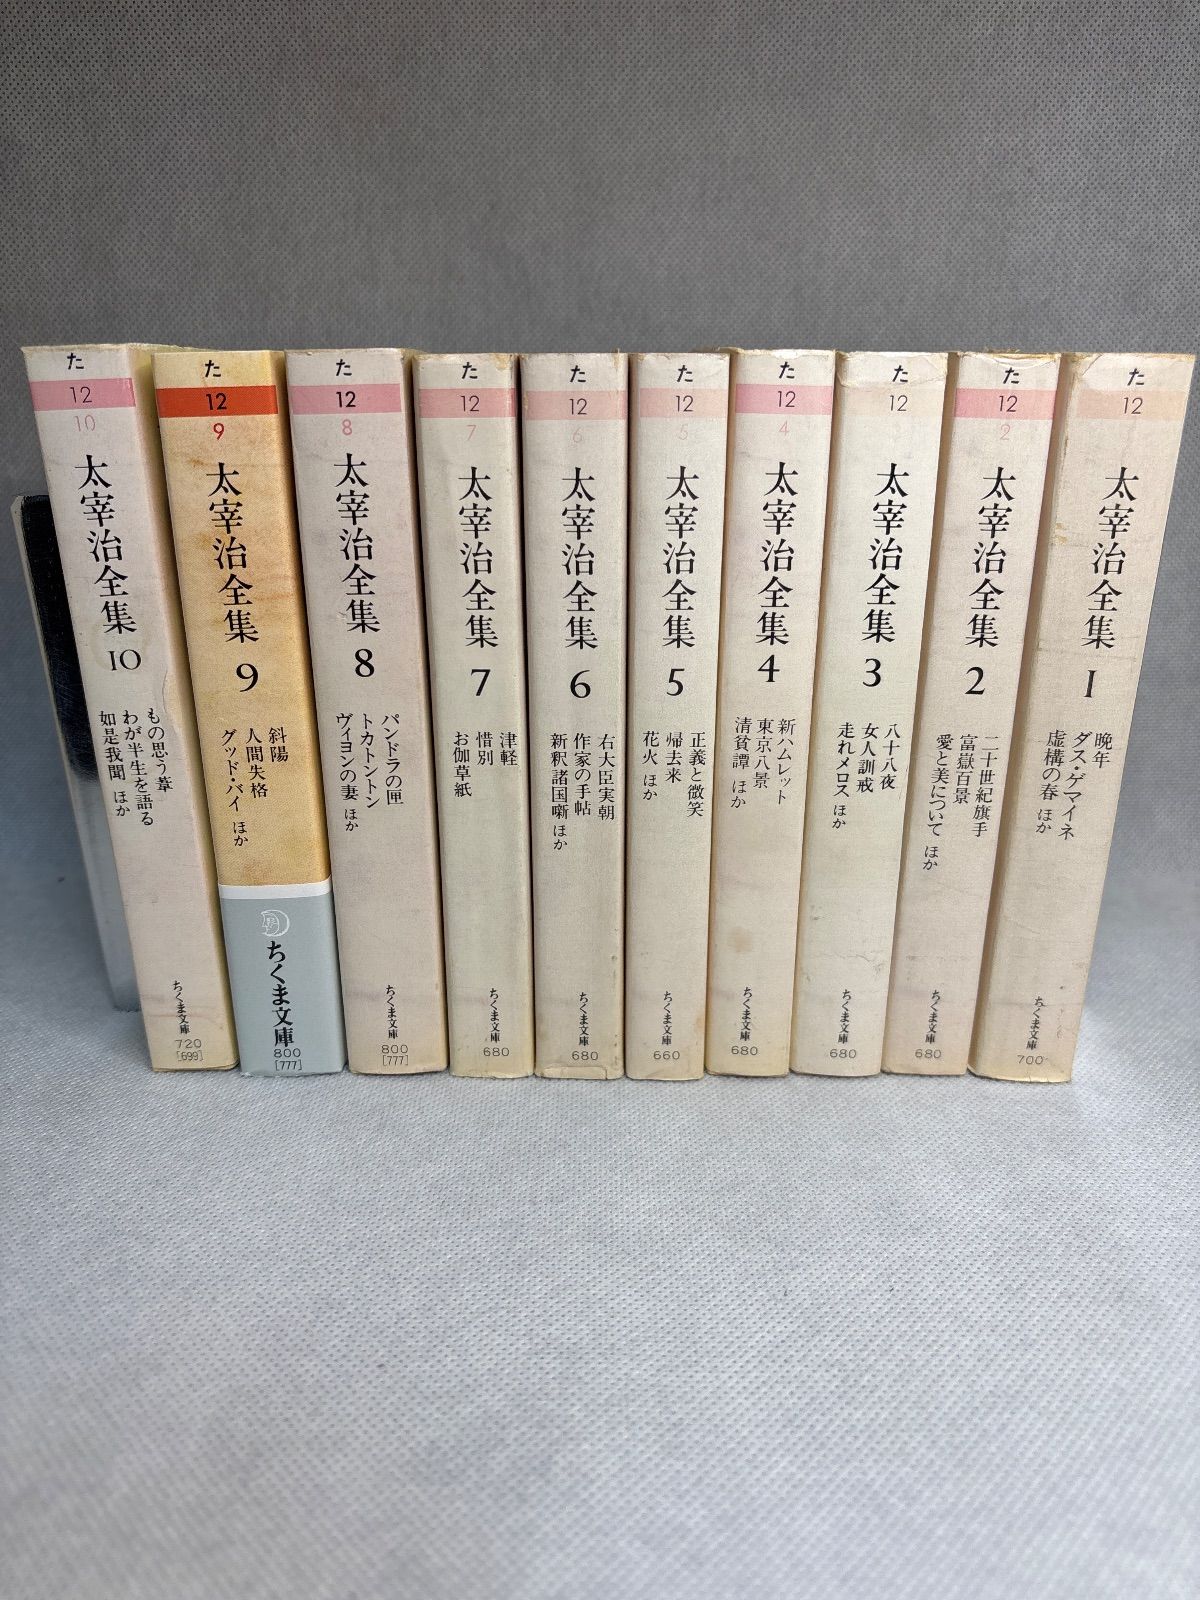 た
12
10
太宰治全集 10
もの思う葦
わが半生を語る
如是我聞 ほか
ちくま文庫
720
[699]
た
12
9
太宰治全集 9
斜陽
人間失格
グッド・バイ ほか
ちくま文庫
800
[777]
た
12
8
太宰治全集 8
パンドラの匣
トカトントン
ヴィヨンの妻 ほか
ちくま文庫
800
[777]
た
12
7
太宰治全集 7
津軽
惜別
お伽草紙
ちくま文庫
680
た
12
6
太宰治全集 6
右大臣実朝
作家の手帖
新釈諸国噺 ほか
ちくま文庫
680
た
12
5
太宰治全集 5
正義と微笑
帰去来
花火 ほか
ちくま文庫
660
た
12
4
太宰治全集 4
新ハムレット
東京八景
清貧譚 ほか
ちくま文庫
680
た
12
太宰治全集 3
八十八夜
女人訓戒
走れメロス ほか
ちくま文庫
680
た
12
2
太宰治全集 2
二十世紀旗手
富嶽百景
愛と美について ほか
ちくま文庫
680
た
12
太宰治全集 1
晩年
ダス・ゲマイネ
虚構の春 ほか
ちくま文庫
700